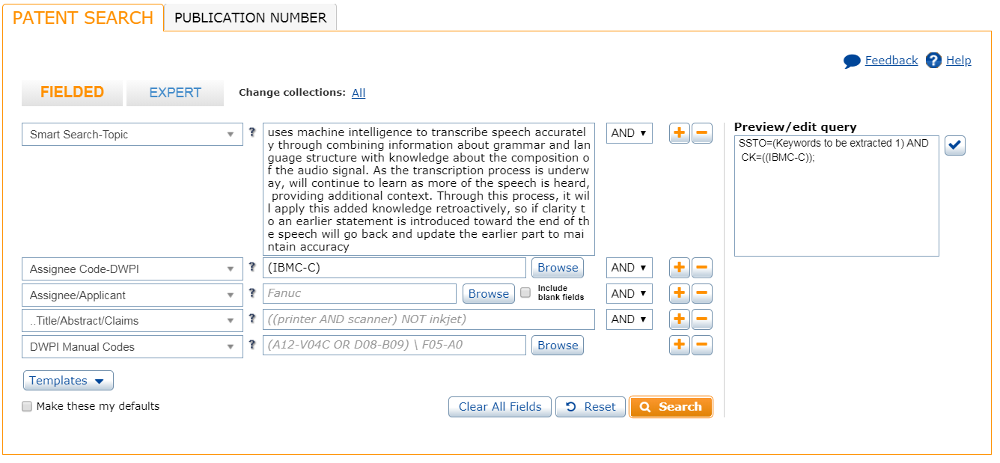 PATENT SEARCH PUBLICATION NUMBER
Feedback ? Help
FIELDED EXPERT Change collections: All
Smart Search-Topic ? uses machine intelligence to transcribe speech accuratel
y through combining information about grammar and lan
guage structure with knowledge about the composition o
f the audio signal. As the transcription process is underw
ay, will continue to learn as more of the speech is heard,
providing additional context. Through this process, it wil
l apply this added knowledge retroactively, so if clarity t
o an earlier statement is introduced toward the end of th
e speech will go back and update the earlier part to mai
ntain accuracy
AND
Preview/edit query
SSTO=(Keywords to be extracted 1) AND
CK=((IBMC-C));
Assignee Code-DWPI ? (IBMC-C) Browse AND
Assignee/Applicant ? Fanuc Browse Include
blank fields
AND
..Title/Abstract/Claims ? ((printer AND scanner) NOT inkjet) AND
DWPI Manual Codes ? (A12-V04C OR D08-B09) \ F05-A0 Browse
Templates
Make these my defaults
Clear All Fields Reset Search